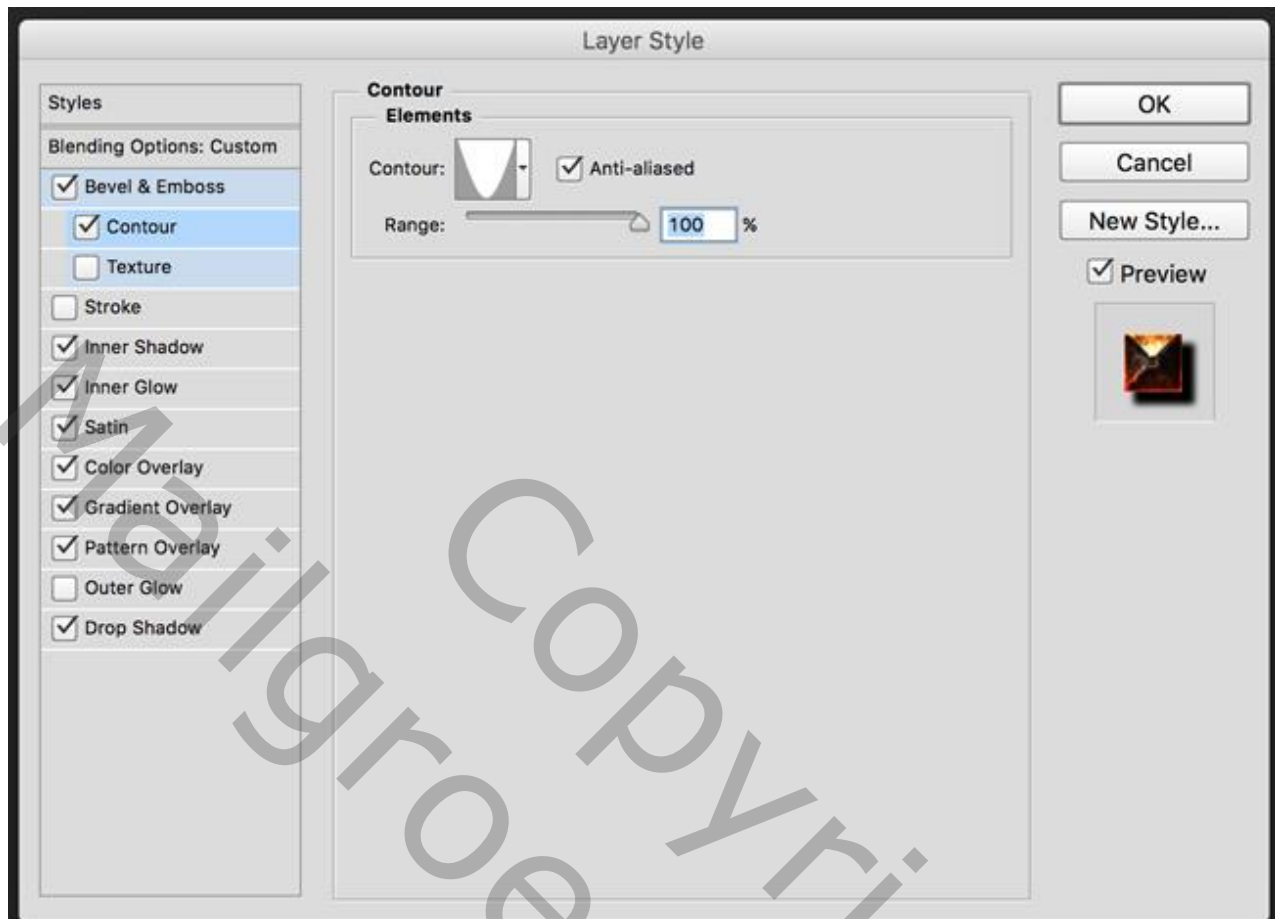 Layer Style
Styles
Blending Options: Custom
Bevel & Emboss
Contour
Texture
Stroke
Inner Shadow
Inner Glow
Satin
Color Overlay
Gradient Overlay
Pattern Overlay
Outer Glow
Drop Shadow
Contour
Elements
Contour:
Anti-aliased
Range:
100 %
OK
Cancel
New Style...
Preview
Mailgroe
Copyri